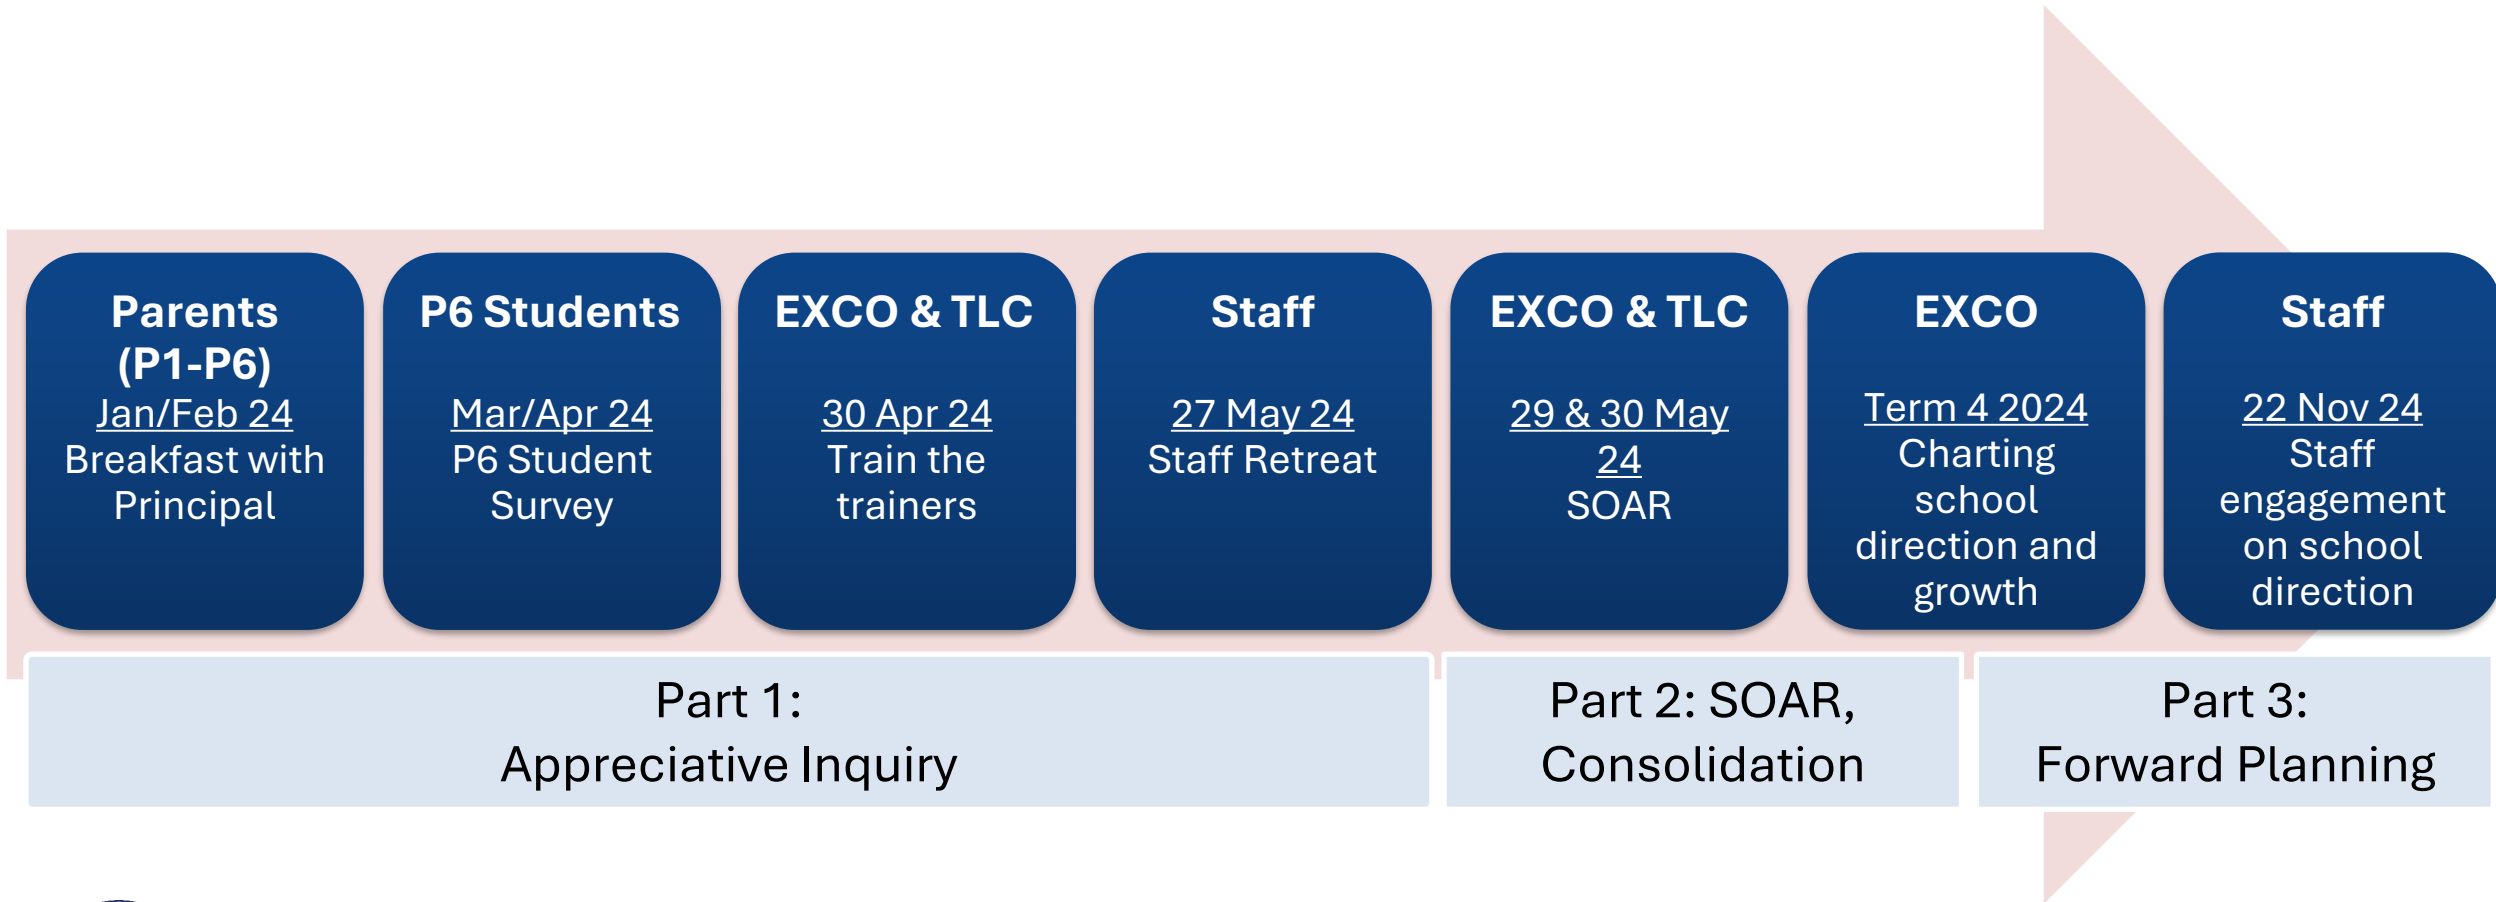 Parents
(P1-P6)
Jan/Feb 24
Breakfast with
Principal
P6 Students
Mar/Apr 24
P6 Student
Survey
EXCO & TLC
30 Apr 24
Train the
trainers
Staff
27 May 24
Staff Retreat
EXCO & TLC
29 & 30 May
24
SOAR
EXCO
Term 4 2024
Charting
school
direction and
growth
Staff
22 Nov 24
Staff
engagement
on school
direction
Part 1:
Appreciative Inquiry
Part 2: SOAR,
Consolidation
Part 3:
Forward Planning